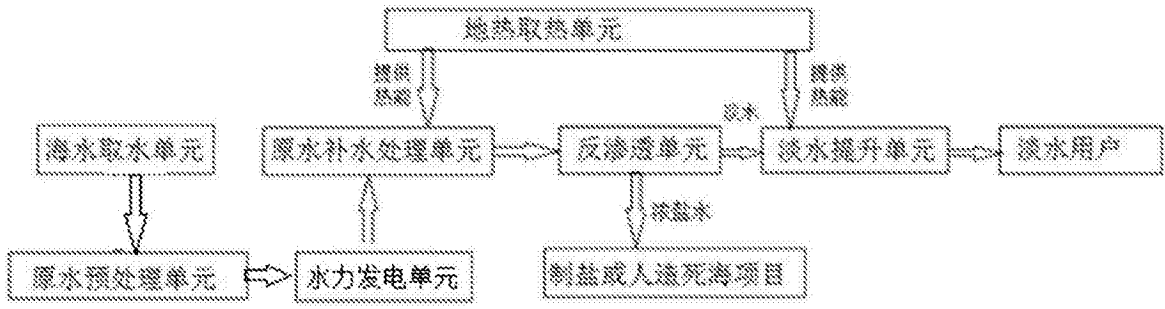 地热取热单元
提供
热能
提供
热能
淡水
海水取水单元
原水补水处理单元
反渗透单元
淡水提升单元
淡水用户
浓盐水
原水预处理单元
水力发电单元
制盐或人造死海项目